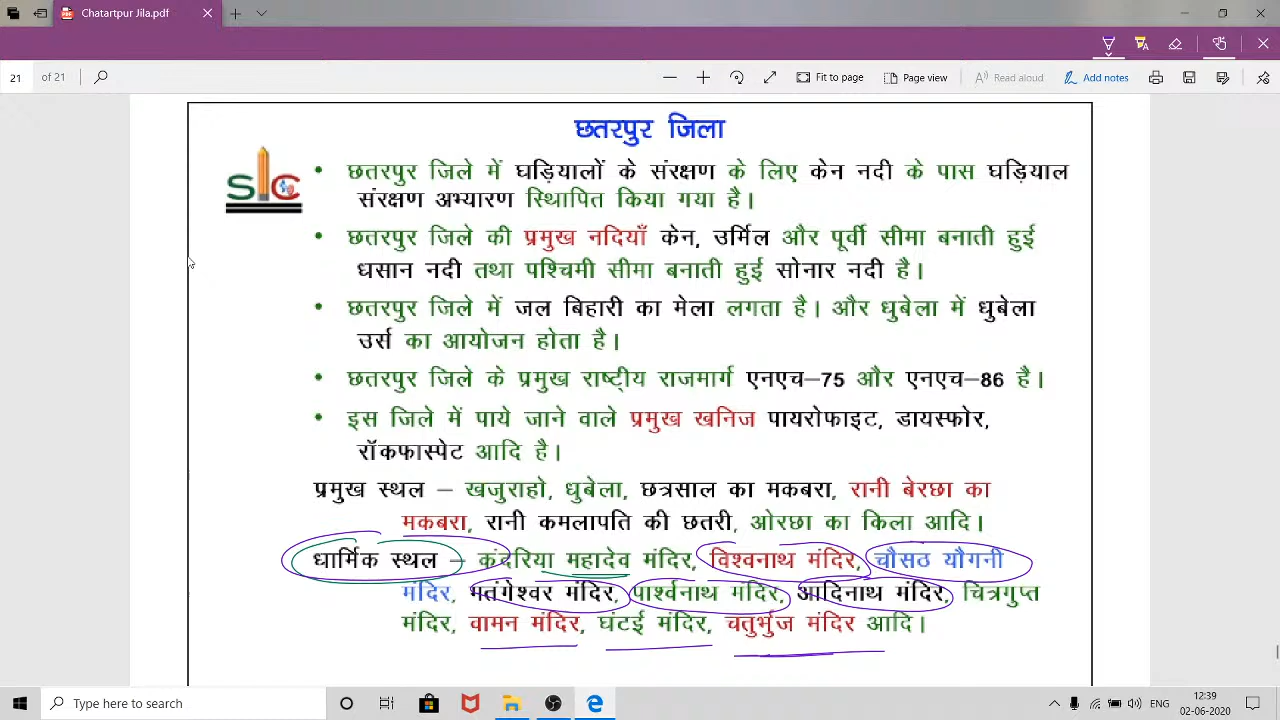 Chatarpur Jila.pdf
21 of 21
Fit to page
Page view
Read aloud
Add notes
छतरपुर जिला
SIC
• छतरपुर जिले में घड़ियालों के संरक्षण के लिए केन नदी के पास घड़ियाल
संरक्षण अभ्यारण स्थिापित किया गया है।
• छतरपुर जिले की प्रमुख नदियाँ केन, उर्मिल और पूर्वी सीमा बनाती हुई
धसान नदी तथा पश्चिमी सीमा बनाती हुई सोनार नदी है।
• छतरपुर जिले में जल बिहारी का मेला लगता है। और धुबेला में धुबेला
उर्स का आयोजन होता है।
• छतरपुर जिले के प्रमुख राष्ट्रीय राजमार्ग एनएच–75 और एनएच–86 है।
• इस जिले में पाये जाने वाले प्रमुख खनिज पायरोफाइट, डायस्फोर,
रॉकफास्पेट आदि है।
प्रमुख स्थल – खजुराहो, धुबेला, छत्रसाल का मकबरा, रानी बेरछा का
मकबरा, रानी कमलापति की छतरी, ओरछा का किला आदि।
धार्मिक स्थल – कंदरिया महादेव मंदिर, विश्वनाथ मंदिर, चौसठ यौगनी
मंदिर, मतंगेश्वर मंदिर, पार्श्वनाथ मदिर, आदिनाथ मंदिर, चित्रगुप्त
मंदिर, वामन मंदिर, घंटई मंदिर, चतुर्भुज मंदिर आदि।
Type here to search
ENG
12:39
02-06-2020